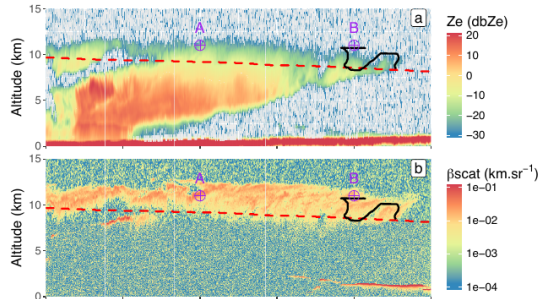 a
Ze (dbZe)
15
10
5
0
Altitude (km)
A
B
20
10
0
−10
−20
−30
b
βscat (km.sr⁻¹)
15
10
5
0
Altitude (km)
A
B
1e−01
1e−02
1e−03
1e−04